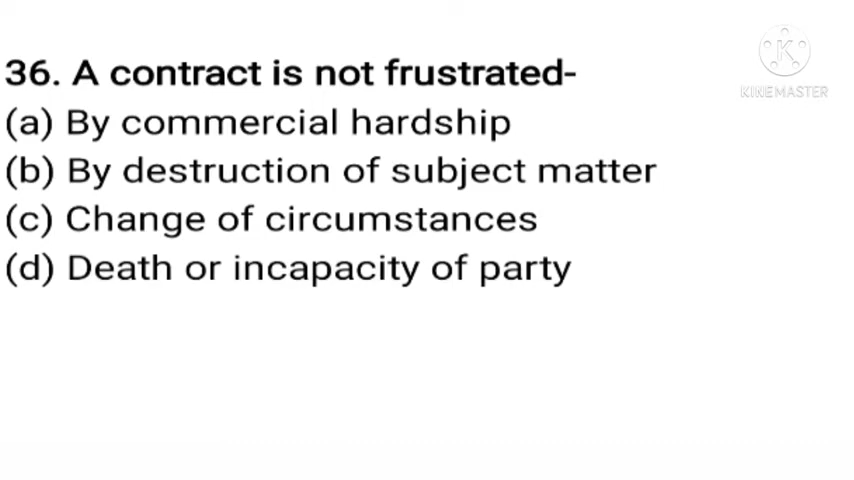 36. A contract is not frustrated-
(a) By commercial hardship
(b) By destruction of subject matter
(c) Change of circumstances
(d) Death or incapacity of party
K
KINEMASTER